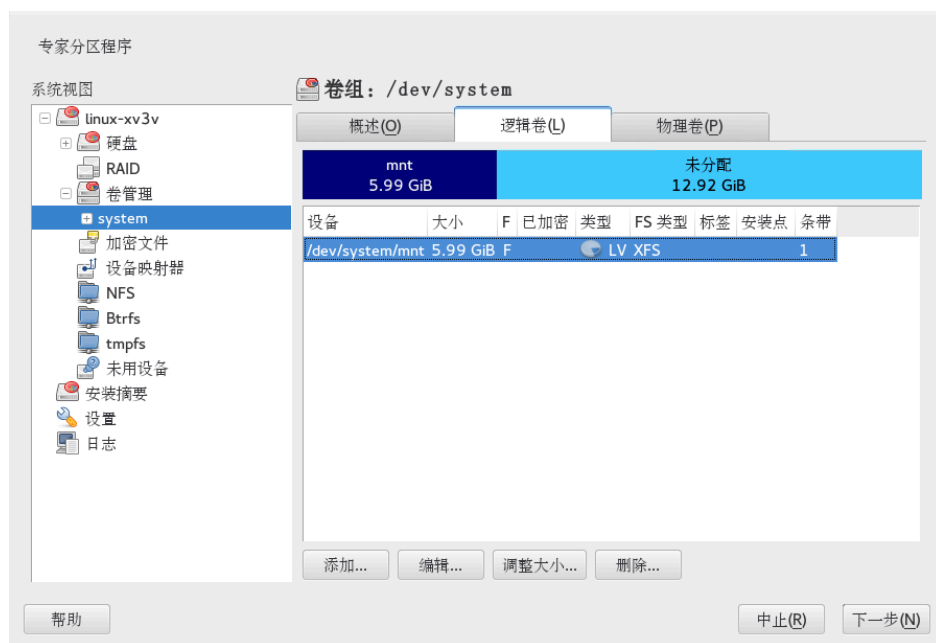 专家分区程序
系统视图
linux-xv3v
硬盘
RAID
卷管理
system
加密文件
设备映射器
NFS
Btrfs
tmpfs
未用设备
安装摘要
设置
日志
卷组：/dev/system
概述(O) 逻辑卷(L) 物理卷(P)
mnt 未分配
5.99 GiB 12.92 GiB
设备 大小 F 已加密 类型 FS 类型 标签 安装点 条带
/dev/system/mnt 5.99 GiB F LV XFS 1
添加... 编辑... 调整大小... 删除...
帮助 中止(R) 下一步(N)